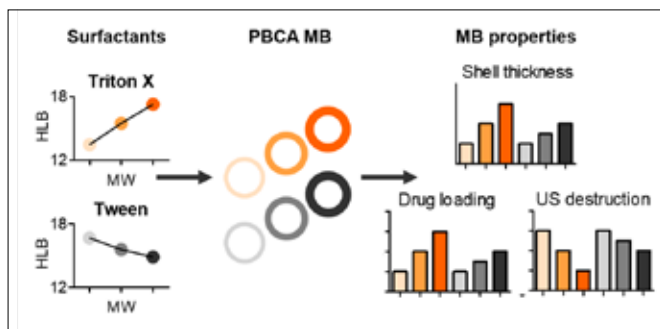 Surfactants
PBCA MB
MB properties
Triton X
18
HLB
12
MW
Tween
18
HLB
12
MW
Shell thickness
Drug loading
US destruction